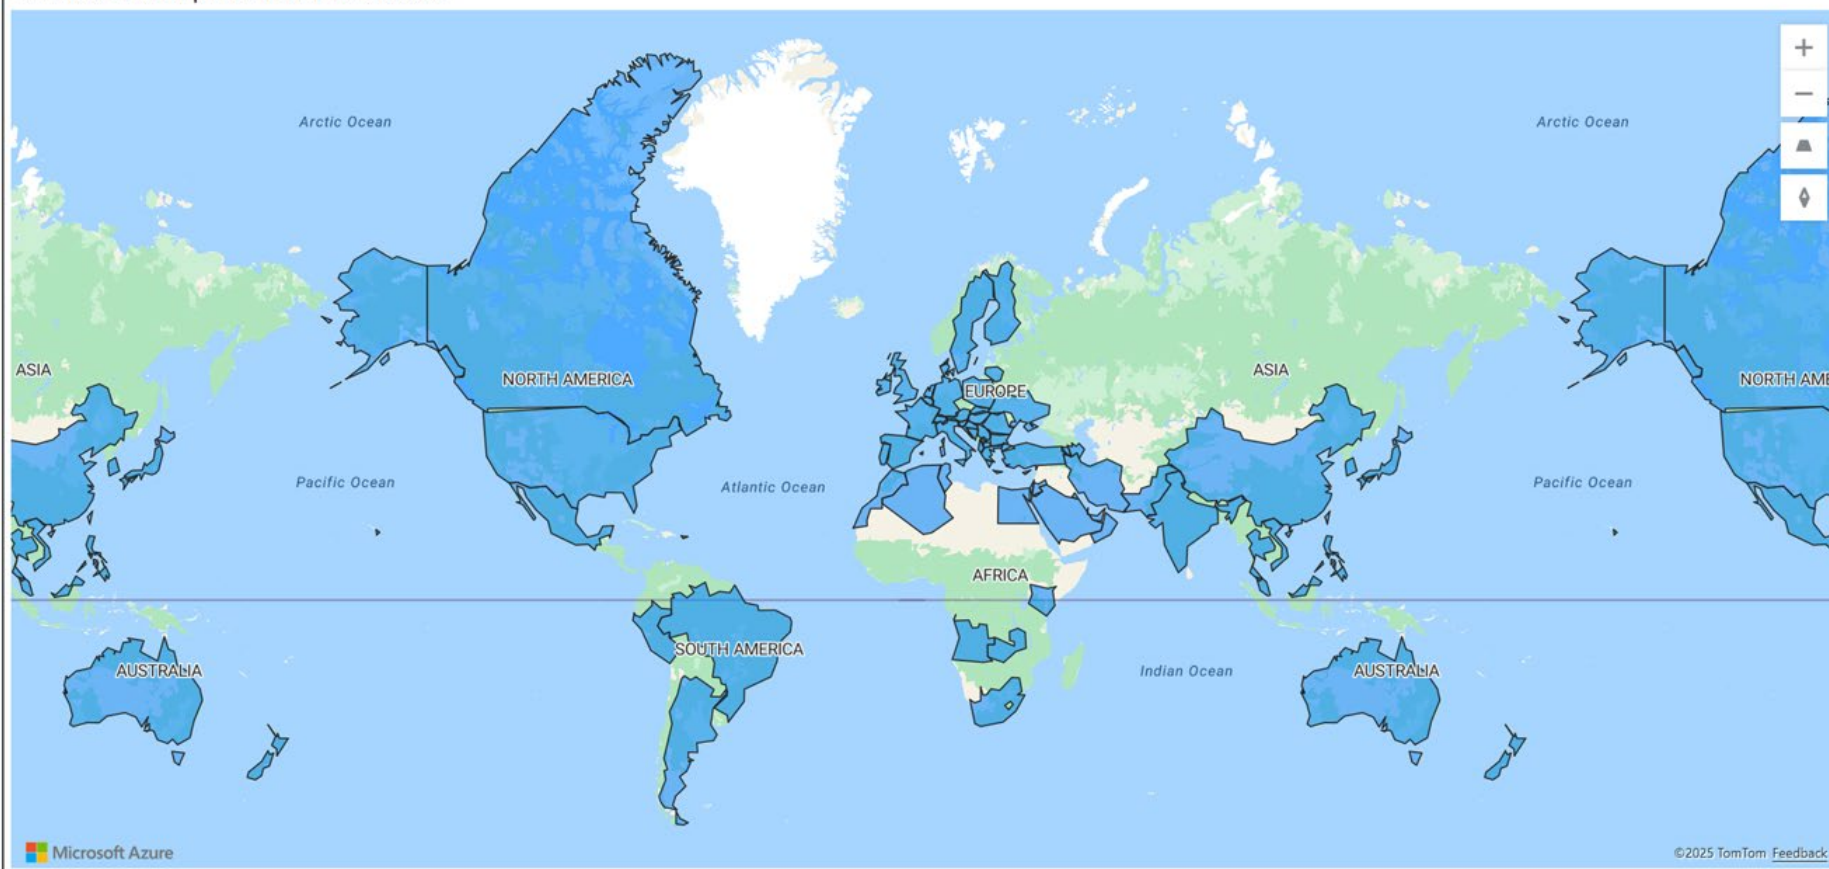 Arctic Ocean
Arctic Ocean
ASIA
NORTH AMERICA
EUROPE
ASIA
NORTH AME
Pacific Ocean
Atlantic Ocean
Pacific Ocean
AFRICA
AUSTRALIA
SOUTH AMERICA
Indian Ocean
AUSTRALIA
Microsoft Azure
©2025 TomTom Feedback